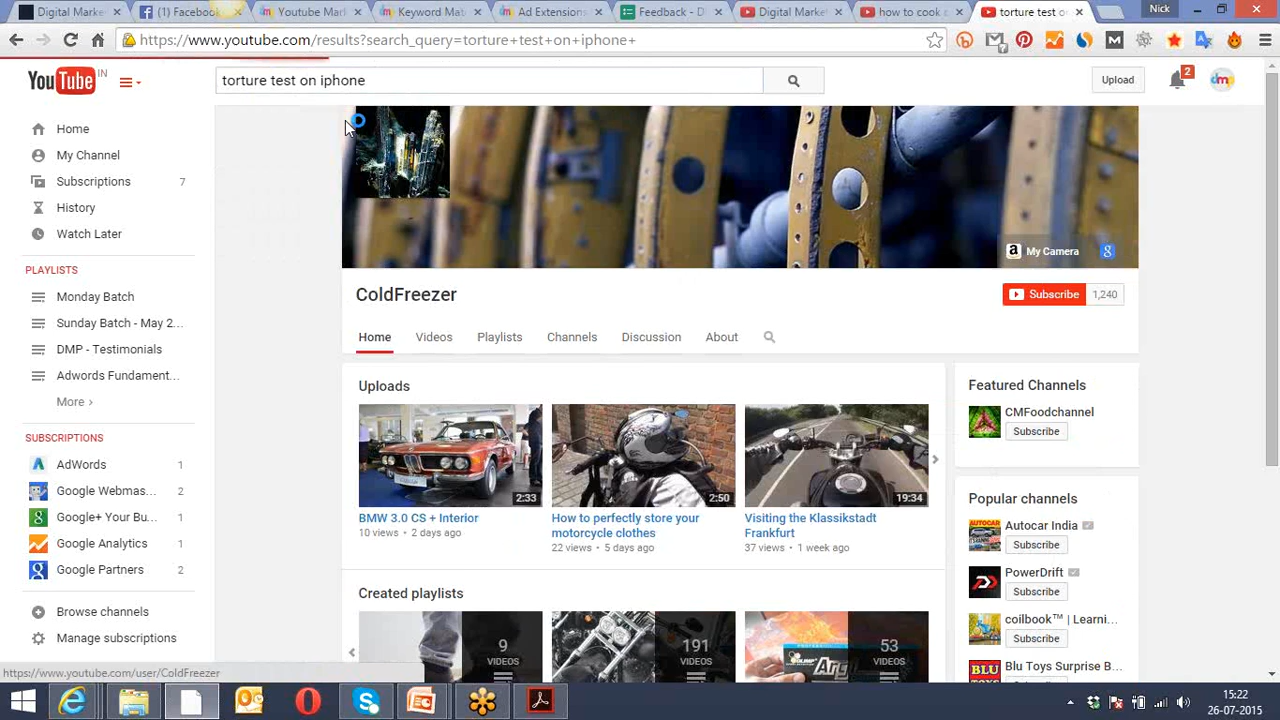 Digital Market
(1) Facebook
Youtube Mar
Keyword Mat
Ad Extensions
Feedback - D
Digital Market
how to cook c
torture test o
Nick
https://www.youtube.com/results?search_query=torture+test+on+iphone+
YouTube IN
torture test on iphone
Upload
2
dm
Home
My Channel
Subscriptions 7
History
Watch Later
PLAYLISTS
Monday Batch
Sunday Batch - May 2...
DMP - Testimonials
Adwords Fundament...
More ›
SUBSCRIPTIONS
AdWords 1
Google Webmas... 2
Google+ Your Bu... 1
Google Analytics 1
Google Partners 2
Browse channels
Manage subscriptions
My Camera
ColdFreezer
Subscribe 1,240
Home Videos Playlists Channels Discussion About
Uploads
2:33
2:50
19:34
BMW 3.0 CS + Interior
10 views • 2 days ago
How to perfectly store your
motorcycle clothes
22 views • 5 days ago
Visiting the Klassikstadt
Frankfurt
37 views • 1 week ago
Created playlists
9
VIDEOS
191
VIDEOS
53
VIDEOS
Featured Channels
CMFoodchannel
Subscribe
Popular channels
Autocar India
Subscribe
PowerDrift
Subscribe
coilbook™ | Learni...
Subscribe
Blu Toys Surprise B...
https://www.youtube.com/user/ColdFreezer
15:22
26-07-2015